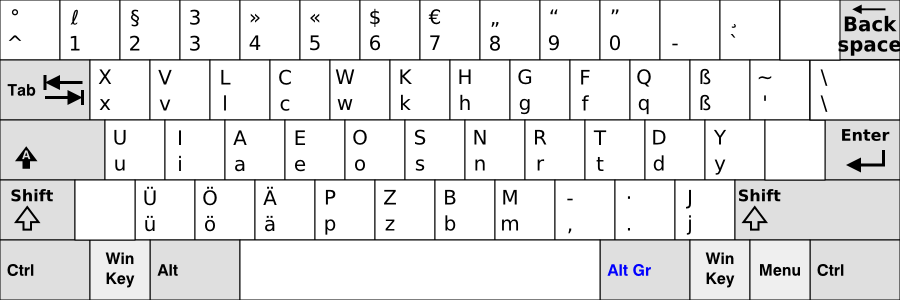 ° ℓ § 3 » « $ € „ “ ” ¸ Back
^ 1 2 3 4 5 6 7 8 9 0 - ` space
X V L C W K H G F Q ß ~ \
Tab x v l c w k h g f q ß ' \
U I A E O S N R T D Y Enter
A u i a e o s n r t d y
Shift Ü Ö Ä P Z B M - · J Shift
ü ö ä p z b m , . j
Ctrl Win Key Alt Alt Gr Win Key Menu Ctrl